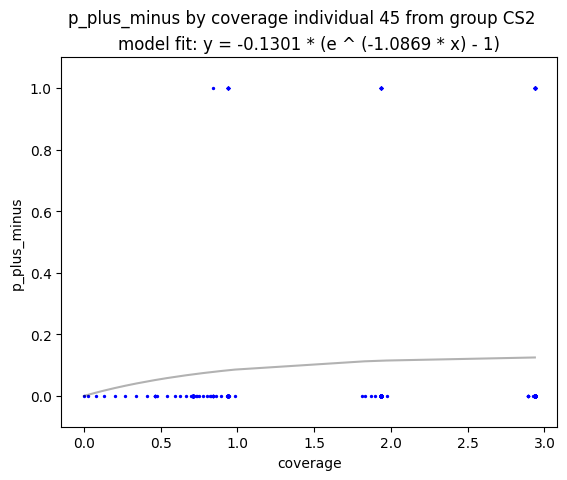 p_plus_minus by coverage individual 45 from group CS2
model fit: y = -0.1301 * (e ^ (-1.0869 * x) - 1)
1.0
0.8
0.6
0.4
0.2
0.0
p_plus_minus
0.0 0.5 1.0 1.5 2.0 2.5 3.0
coverage